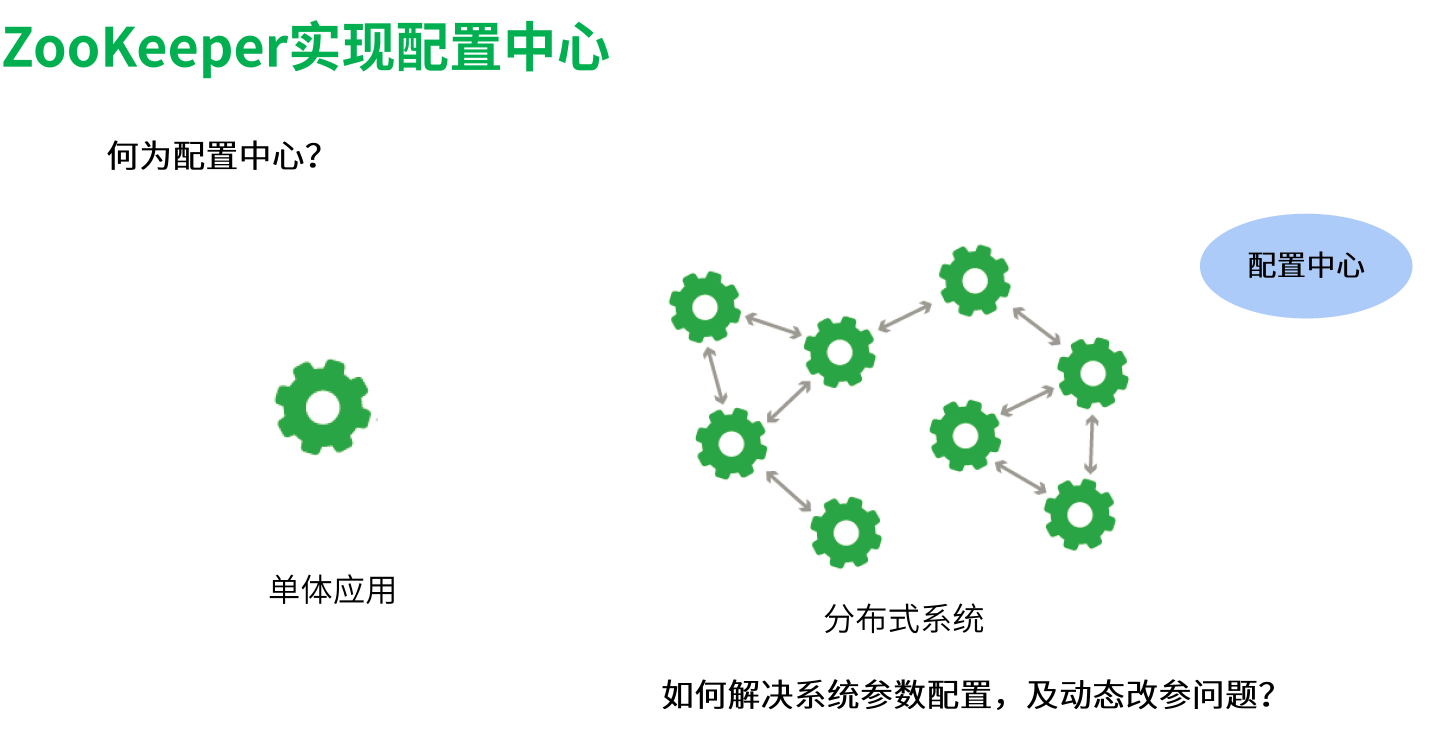 ZooKeeper实现配置中心
何为配置中心？
配置中心
单体应用
分布式系统
如何解决系统参数配置，及动态改参问题？